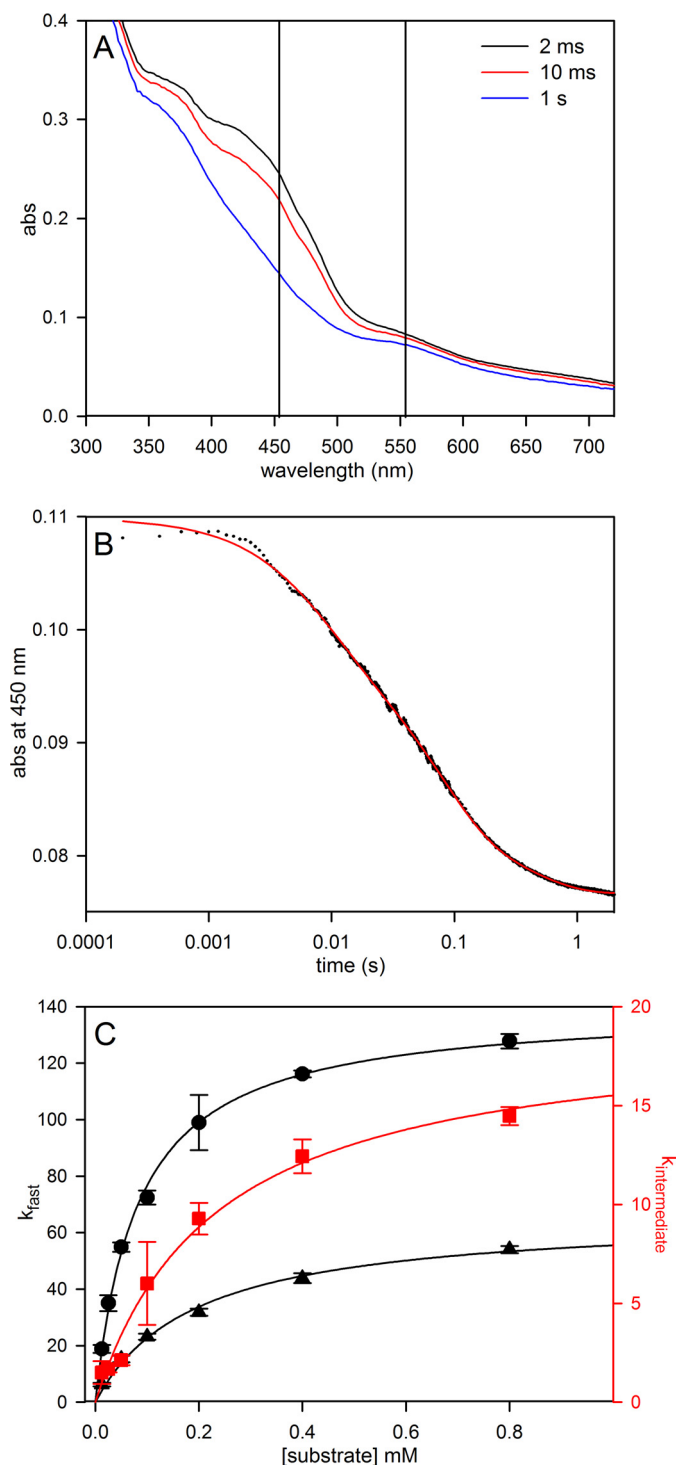 A
2 ms
10 ms
1 s
0.4
0.3
0.2
0.1
0.0
abs
300 350 400 450 500 550 600 650 700
wavelength (nm)
B
0.11
0.10
0.09
0.08
abs at 450 nm
0.0001 0.001 0.01 0.1 1
time (s)
C
140
120
100
80
60
40
20
0
kfast
20
15
10
5
0
kintermediate
0.0 0.2 0.4 0.6 0.8
[substrate] mM